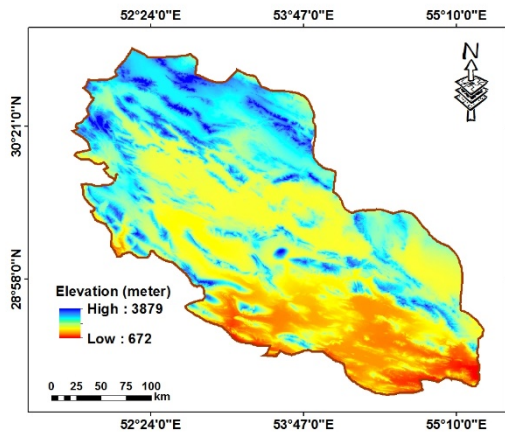 52°24'0"E 53°47'0"E 55°10'0"E
N
30°21'0"N
28°58'0"N
Elevation (meter)
High : 3879
Low : 672
0 25 50 75 100
km
52°24'0"E 53°47'0"E 55°10'0"E